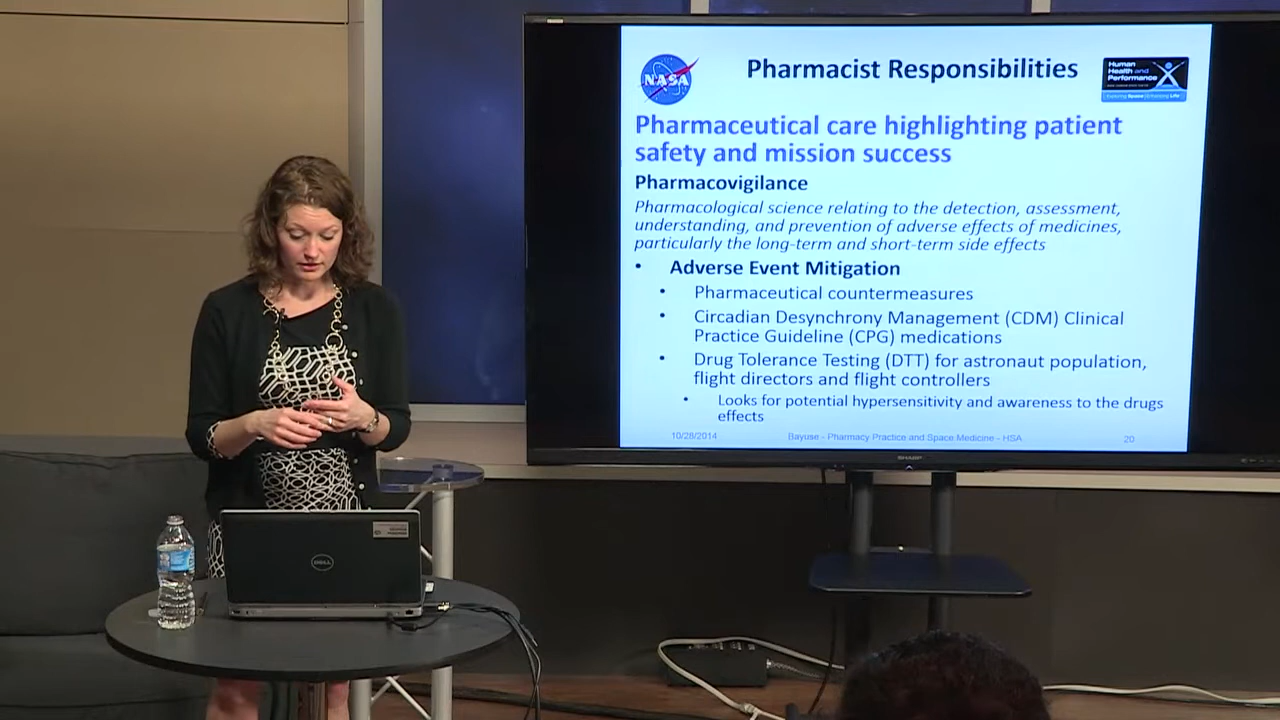 NASA
Pharmacist Responsibilities
Human
Health and
Performance
Exploring Space | Enhancing Life
Pharmaceutical care highlighting patient
safety and mission success
Pharmacovigilance
Pharmacological science relating to the detection, assessment,
understanding, and prevention of adverse effects of medicines,
particularly the long-term and short-term side effects
• Adverse Event Mitigation
• Pharmaceutical countermeasures
• Circadian Desynchrony Management (CDM) Clinical
Practice Guideline (CPG) medications
• Drug Tolerance Testing (DTT) for astronaut population,
flight directors and flight controllers
• Looks for potential hypersensitivity and awareness to the drugs
effects
10/28/2014 Bayuse - Pharmacy Practice and Space Medicine - HSA 20
SHARP
DELL